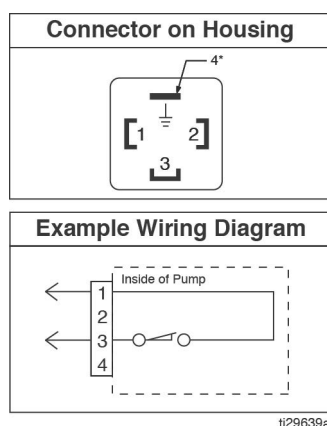 Connector on Housing
4*
1
2
3
Example Wiring Diagram
Inside of Pump
1
2
3
4
ti29639a